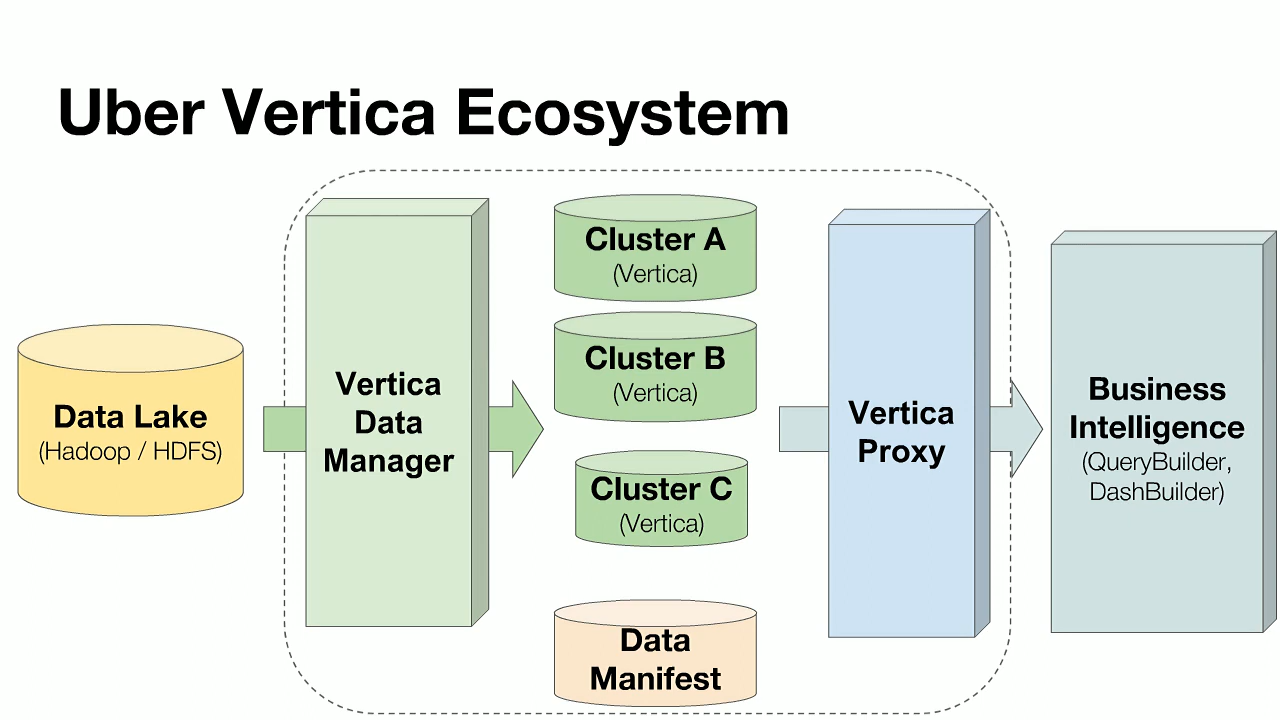 Uber Vertica Ecosystem
Data Lake
(Hadoop / HDFS)
Vertica
Data
Manager
Cluster A
(Vertica)
Cluster B
(Vertica)
Cluster C
(Vertica)
Data
Manifest
Vertica
Proxy
Business
Intelligence
(QueryBuilder,
DashBuilder)